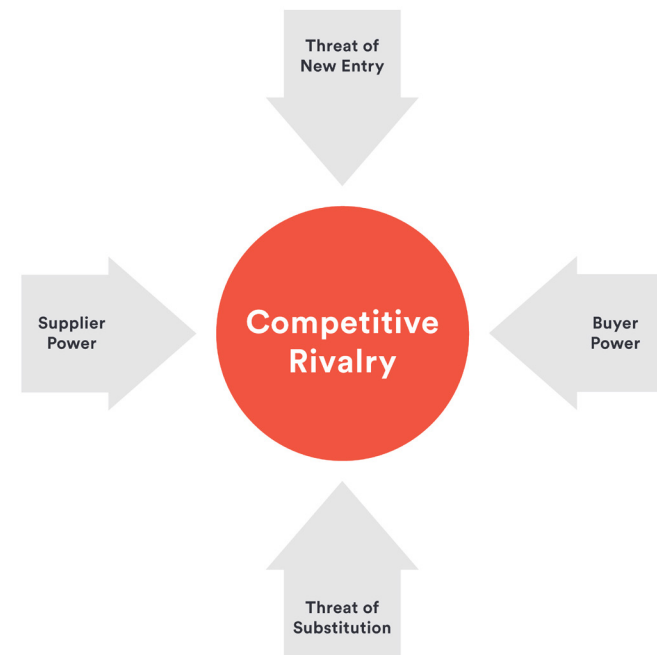 Threat of
New Entry
Supplier
Power
Competitive
Rivalry
Buyer
Power
Threat of
Substitution